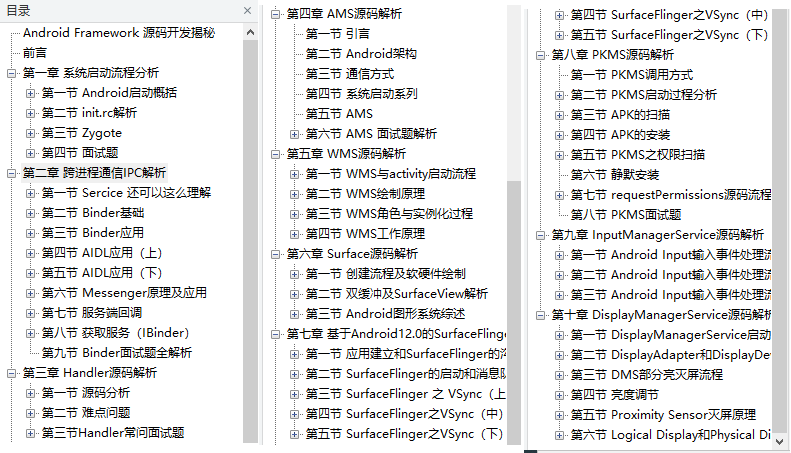 目录
Android Framework 源码开发揭秘
前言
第一章 系统启动流程分析
第一节 Android启动概括
第二节 init.rc解析
第三节 Zygote
第四节 面试题
第二章 跨进程通信IPC解析
第一节 Sercice 还可以这么理解
第二节 Binder基础
第三节 Binder应用
第四节 AIDL应用（上）
第五节 AIDL应用（下）
第六节 Messenger原理及应用
第七节 服务端回调
第八节 获取服务（IBinder）
第九节 Binder面试题全解析
第三章 Handler源码解析
第一节 源码分析
第二节 难点问题
第三节Handler常问面试题
第四章 AMS源码解析
第一节 引言
第二节 Android架构
第三节 通信方式
第四节 系统启动系列
第五节 AMS
第六节 AMS 面试题解析
第五章 WMS源码解析
第一节 WMS与activity启动流程
第二节 WMS绘制原理
第三节 WMS角色与实例化过程
第四节 WMS工作原理
第六章 Surface源码解析
第一节 创建流程及软硬件绘制
第二节 双缓冲及SurfaceView解析
第三节 Android图形系统综述
第七章 基于Android12.0的SurfaceFling
第一节 应用建立和SurfaceFlinger的
第二节 SurfaceFlinger的启动和消息
第三节 SurfaceFlinger 之 VSync（上
第四节 SurfaceFlinger之VSync（中）
第五节 SurfaceFlinger之VSync（下）
第四节 SurfaceFlinger之VSync（中）
第五节 SurfaceFlinger之VSync（下）
第八章 PKMS源码解析
第一节 PKMS调用方式
第二节 PKMS启动过程分析
第三节 APK的扫描
第四节 APK的安装
第五节 PKMS之权限扫描
第六节 静默安装
第七节 requestPermissions源码流程
第八节 PKMS面试题
第九章 InputManagerService源码解析
第一节 Android Input输入事件处理流
第二节 Android Input输入事件处理流
第三节 Android Input输入事件处理流
第十章 DisplayManagerService源码解析
第一节 DisplayManagerService启动
第二节 DisplayAdapter和DisplayDev
第三节 DMS部分亮灭屏流程
第四节 亮度调节
第五节 Proximity Sensor灭屏原理
第六节 Logical Display和Physical Di